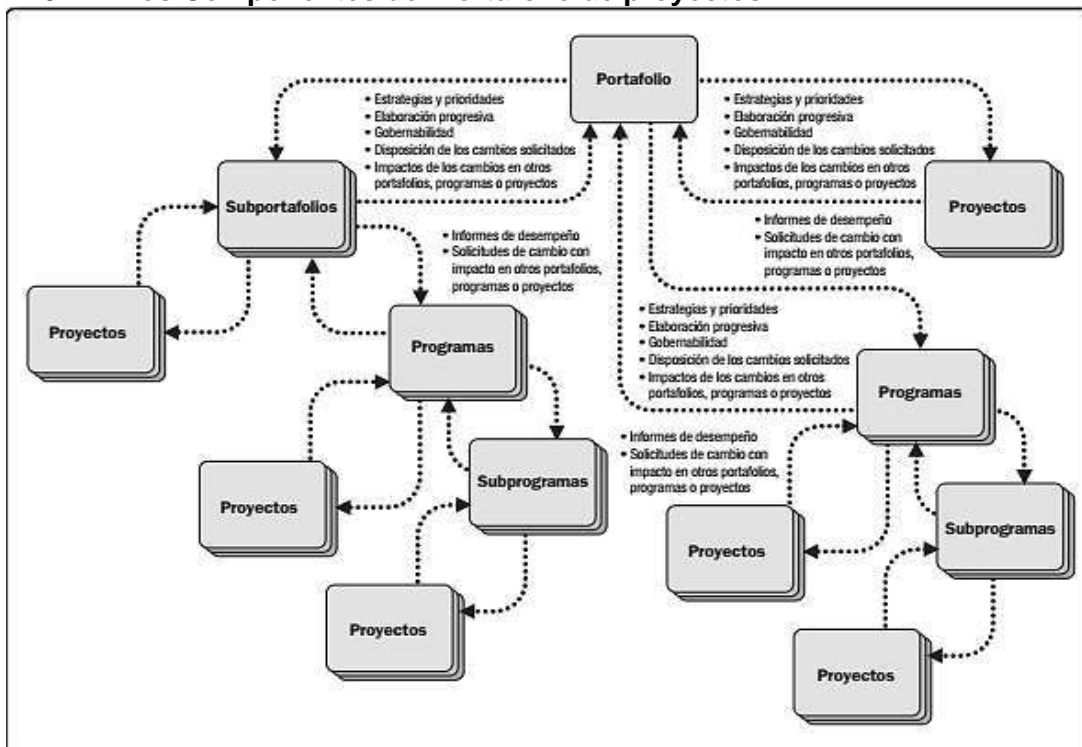 Componentes del Portafolio de proyectos
Portafolio
• Estrategias y prioridades
• Elaboración progresiva
• Gobernabilidad
• Disposición de los cambios solicitados
• Impactos de los cambios en otros
portafolios, programas o proyectos
• Estrategias y prioridades
• Elaboración progresiva
• Gobernabilidad
• Disposición de los cambios solicitados
• Impactos de los cambios en otros
portafolios, programas o proyectos
Subportafolios
Proyectos
• Informes de desempeño
• Solicitudes de cambio con
impacto en otros portafolios,
programas o proyectos
• Informes de desempeño
• Solicitudes de cambio con
impacto en otros portafolios,
programas o proyectos
Proyectos
Programas
• Estrategias y prioridades
• Elaboración progresiva
• Gobernabilidad
• Disposición de los cambios solicitados
• Impactos de los cambios en otros
portafolios, programas o proyectos
Programas
• Informes de desempeño
• Solicitudes de cambio con
impacto en otros portafolios,
programas o proyectos
Proyectos
Subprogramas
Proyectos
Subprogramas
Proyectos
Proyectos